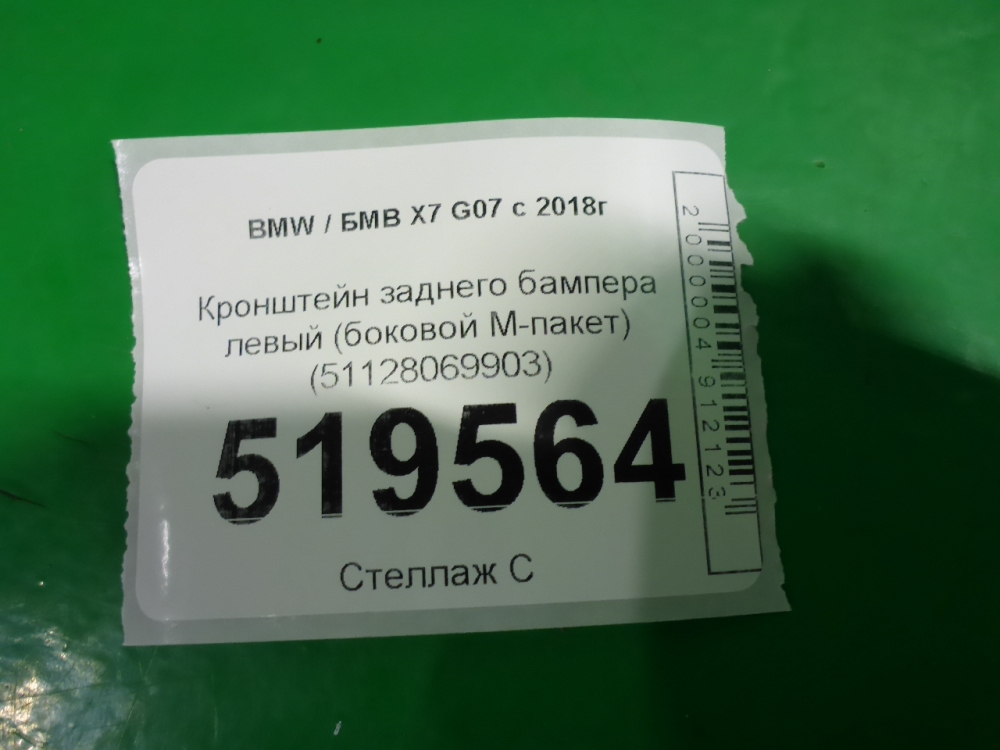 BMW / БМВ X7 G07 с 2018г
Кронштейн заднего бампера
левый (боковой М-пакет)
(51128069903)
519564
Стеллаж С
2000004912123